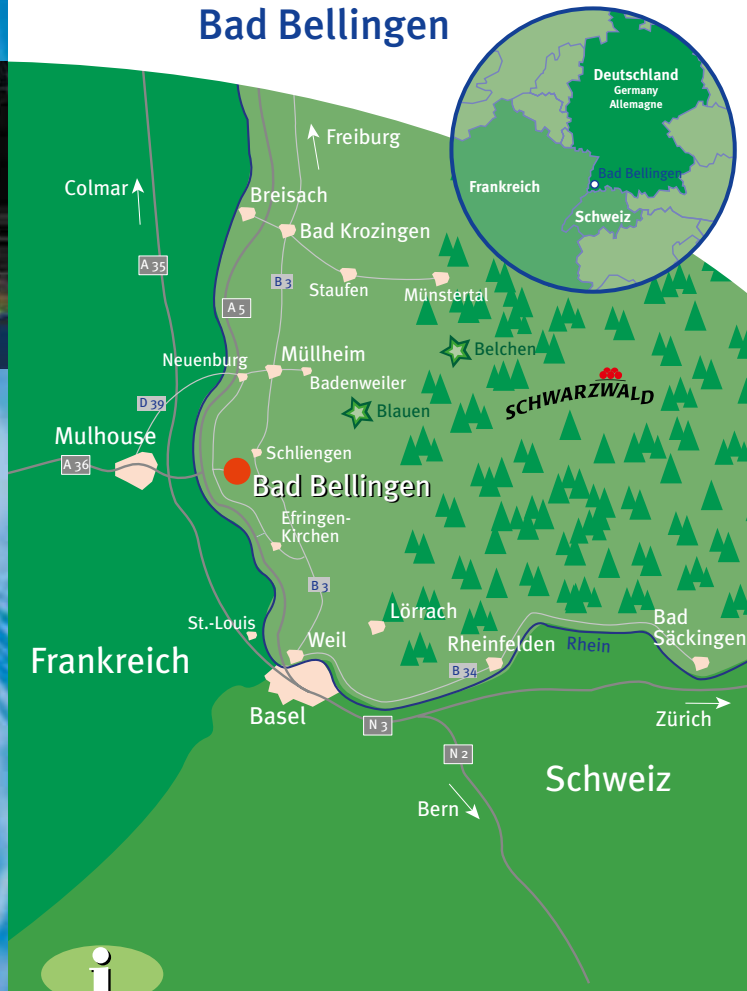 Bad Bellingen
Deutschland
Germany
Allemagne
Bad Bellingen
Frankreich
Schweiz
Freiburg
Colmar
Breisach
Bad Krozingen
A 35
B 3
Staufen
Münstertal
A 5
Neuenburg
Müllheim
Belchen
Badenweiler
SCHWARZWALD
D 39
Blauen
Mulhouse
Schliengen
A 36
Bad Bellingen
Efringen-
Kirchen
B 3
Lörrach
St.-Louis
Weil
Rheinfelden
Rhein
Bad
Säckingen
Frankreich
B 34
Basel
N 3
Zürich
N 2
Schweiz
Bern
i